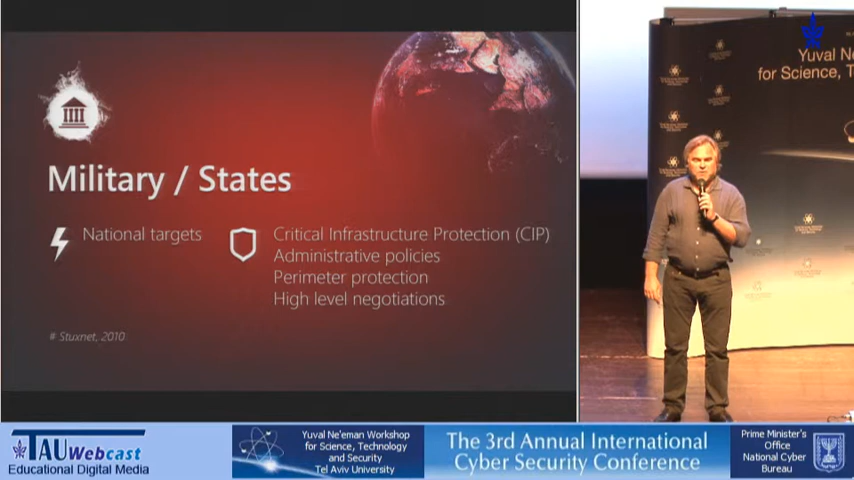 Military / States
National targets
Critical Infrastructure Protection (CIP)
Administrative policies
Perimeter protection
High level negotiations
# Stuxnet, 2010
Yuval Ne
for Science, T
TAU Webcast
Educational Digital Media
Yuval Ne'eman Workshop
for Science, Technology
and Security
Tel Aviv University
The 3rd Annual International
Cyber Security Conference
Prime Minister's
Office
National Cyber
Bureau